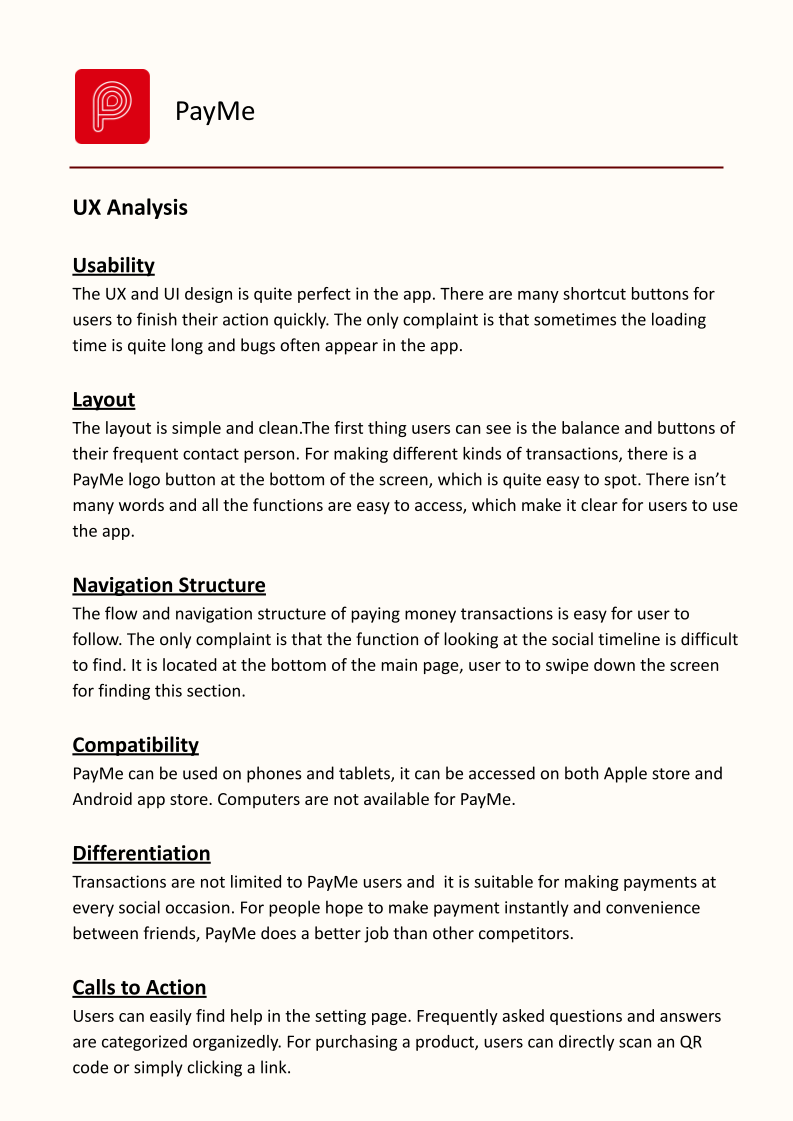 PayMe
UX Analysis
Usability
The UX and UI design is quite perfect in the app. There are many shortcut buttons for
users to finish their action quickly. The only complaint is that sometimes the loading
time is quite long and bugs often appear in the app.
Layout
The layout is simple and clean.The first thing users can see is the balance and buttons of
their frequent contact person. For making different kinds of transactions, there is a
PayMe logo button at the bottom of the screen, which is quite easy to spot. There isn’t
many words and all the functions are easy to access, which make it clear for users to use
the app.
Navigation Structure
The flow and navigation structure of paying money transactions is easy for user to
follow. The only complaint is that the function of looking at the social timeline is difficult
to find. It is located at the bottom of the main page, user to to swipe down the screen
for finding this section.
Compatibility
PayMe can be used on phones and tablets, it can be accessed on both Apple store and
Android app store. Computers are not available for PayMe.
Differentiation
Transactions are not limited to PayMe users and  it is suitable for making payments at
every social occasion. For people hope to make payment instantly and convenience
between friends, PayMe does a better job than other competitors.
Calls to Action
Users can easily find help in the setting page. Frequently asked questions and answers
are categorized organizedly. For purchasing a product, users can directly scan an QR
code or simply clicking a link.